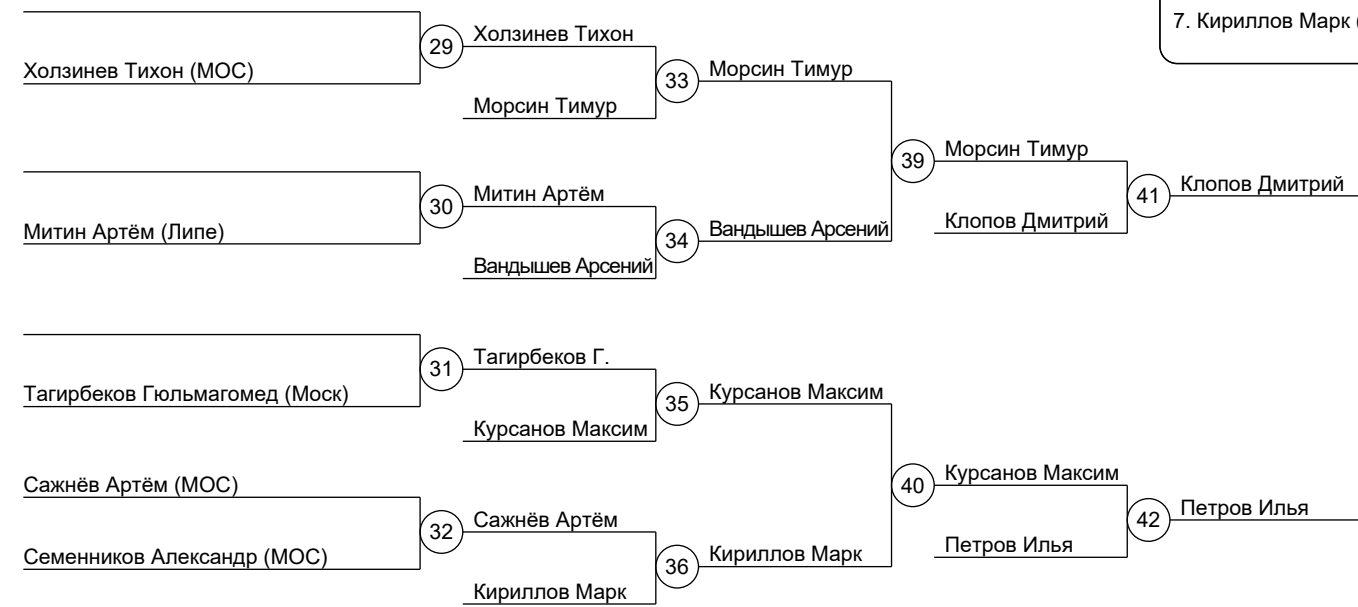 7. Кириллов Марк (
29
Холзинев Тихон
Холзинев Тихон (МОС)
33
Морсин Тимур
Морсин Тимур
39
Морсин Тимур
30
Митин Артём
Митин Артём (Липе)
34
Вандышев Арсений
Вандышев Арсений
41
Клопов Дмитрий
Клопов Дмитрий
31
Тагирбеков Г.
Тагирбеков Гюльмагомед (Моск)
35
Курсанов Максим
Курсанов Максим
40
Курсанов Максим
Сажнёв Артём (МОС)
32
Сажнёв Артём
Семенников Александр (МОС)
36
Кириллов Марк
Кириллов Марк
42
Петров Илья
Петров Илья